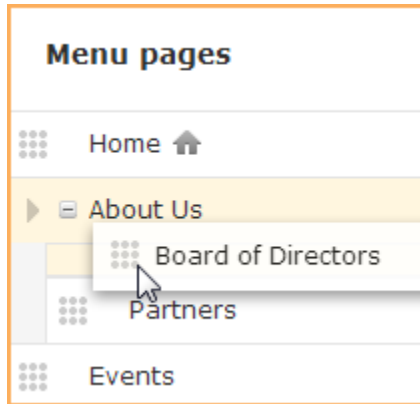 Menu pages
Home
About Us
Board of Directors
Partners
Events